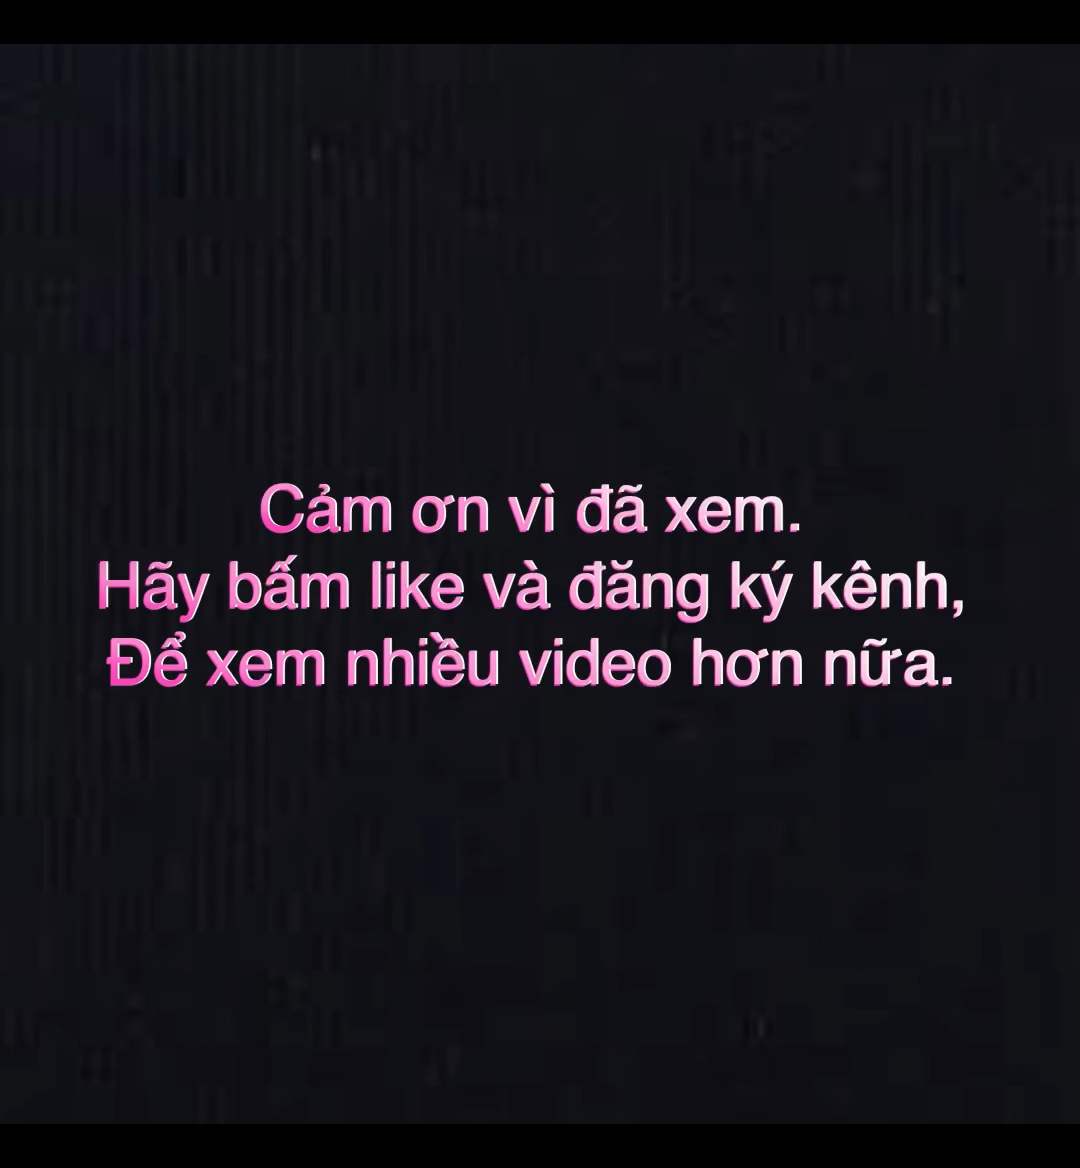 Cảm ơn vì đã xem.
Hãy bấm like và đăng ký kênh,
Để xem nhiều video hơn nữa.